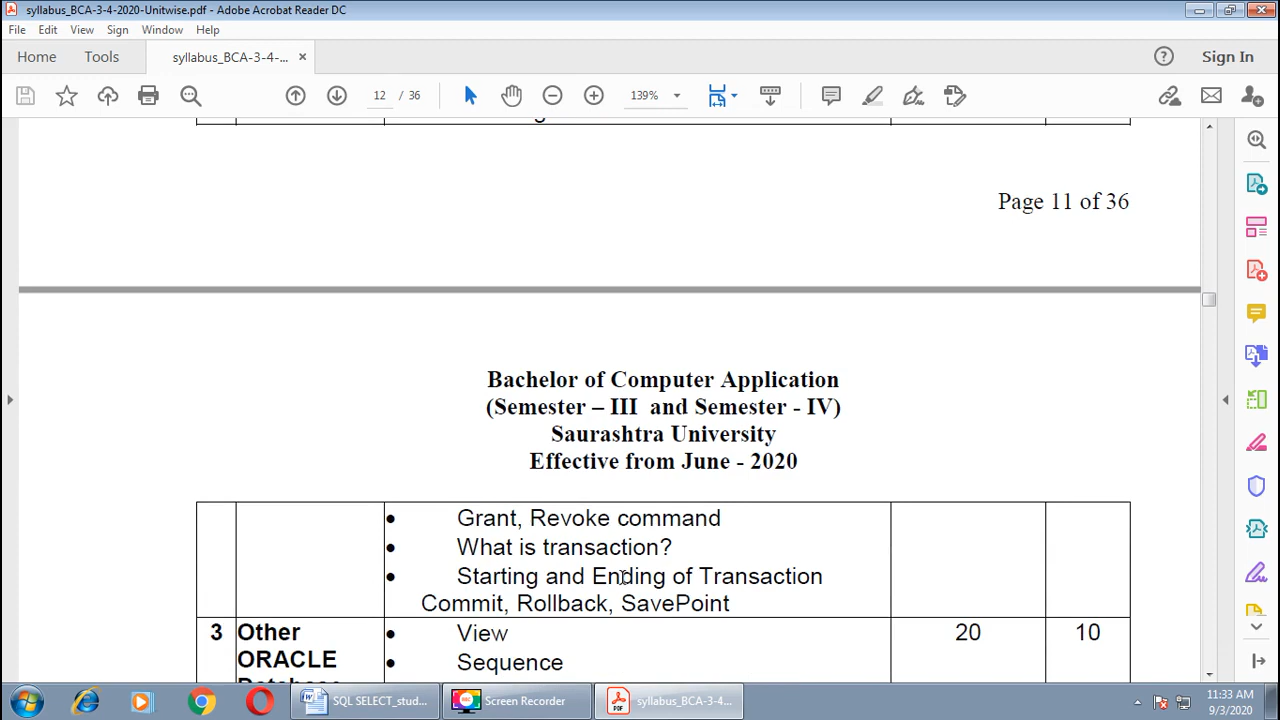 syllabus_BCA-3-4-2020-Unitwise.pdf - Adobe Acrobat Reader DC
File Edit View Sign Window Help
Home Tools syllabus_BCA-3-4-...
Sign In
12 / 36
139%
Page 11 of 36
Bachelor of Computer Application
(Semester – III and Semester - IV)
Saurashtra University
Effective from June - 2020
• Grant, Revoke command
• What is transaction?
• Starting and Ending of Transaction
Commit, Rollback, SavePoint
3 Other • View 20 10
ORACLE • Sequence
SQL SELECT_stud...
Screen Recorder
syllabus_BCA-3-4...
11:33 AM
9/3/2020